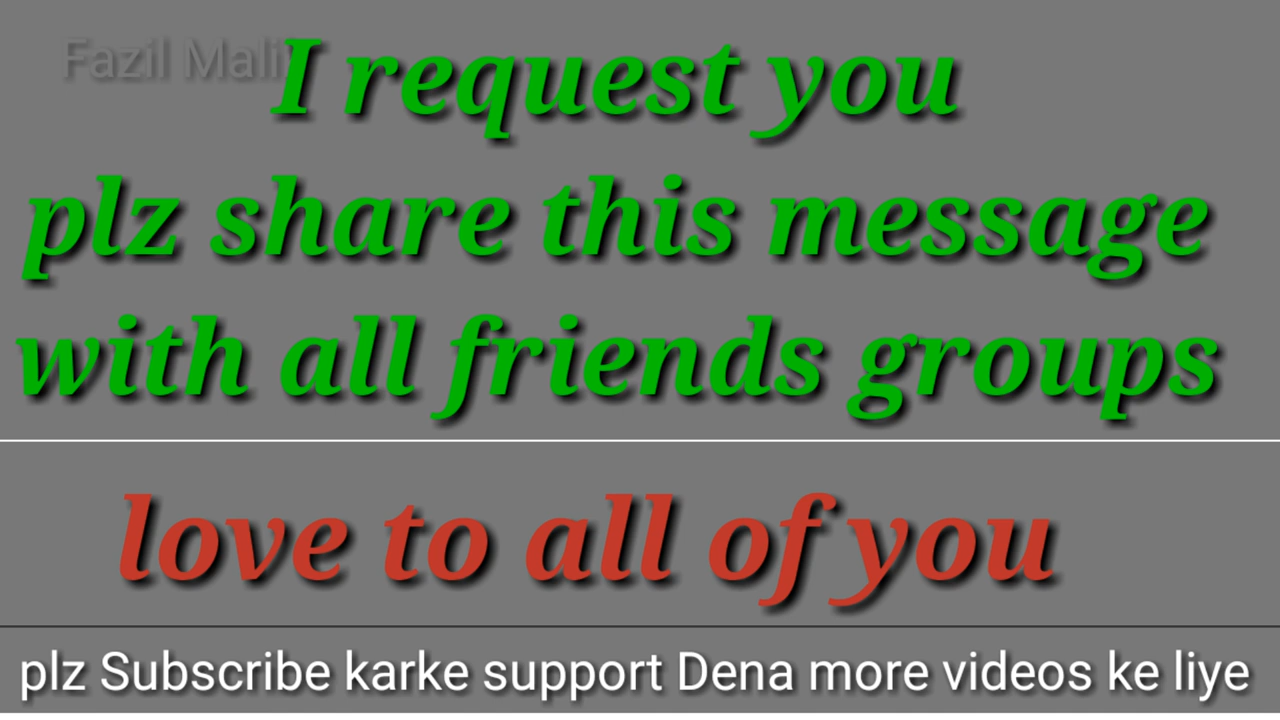 Fazil Mali
I request you
plz share this message
with all friends groups
love to all of you
plz Subscribe karke support Dena more videos ke liye